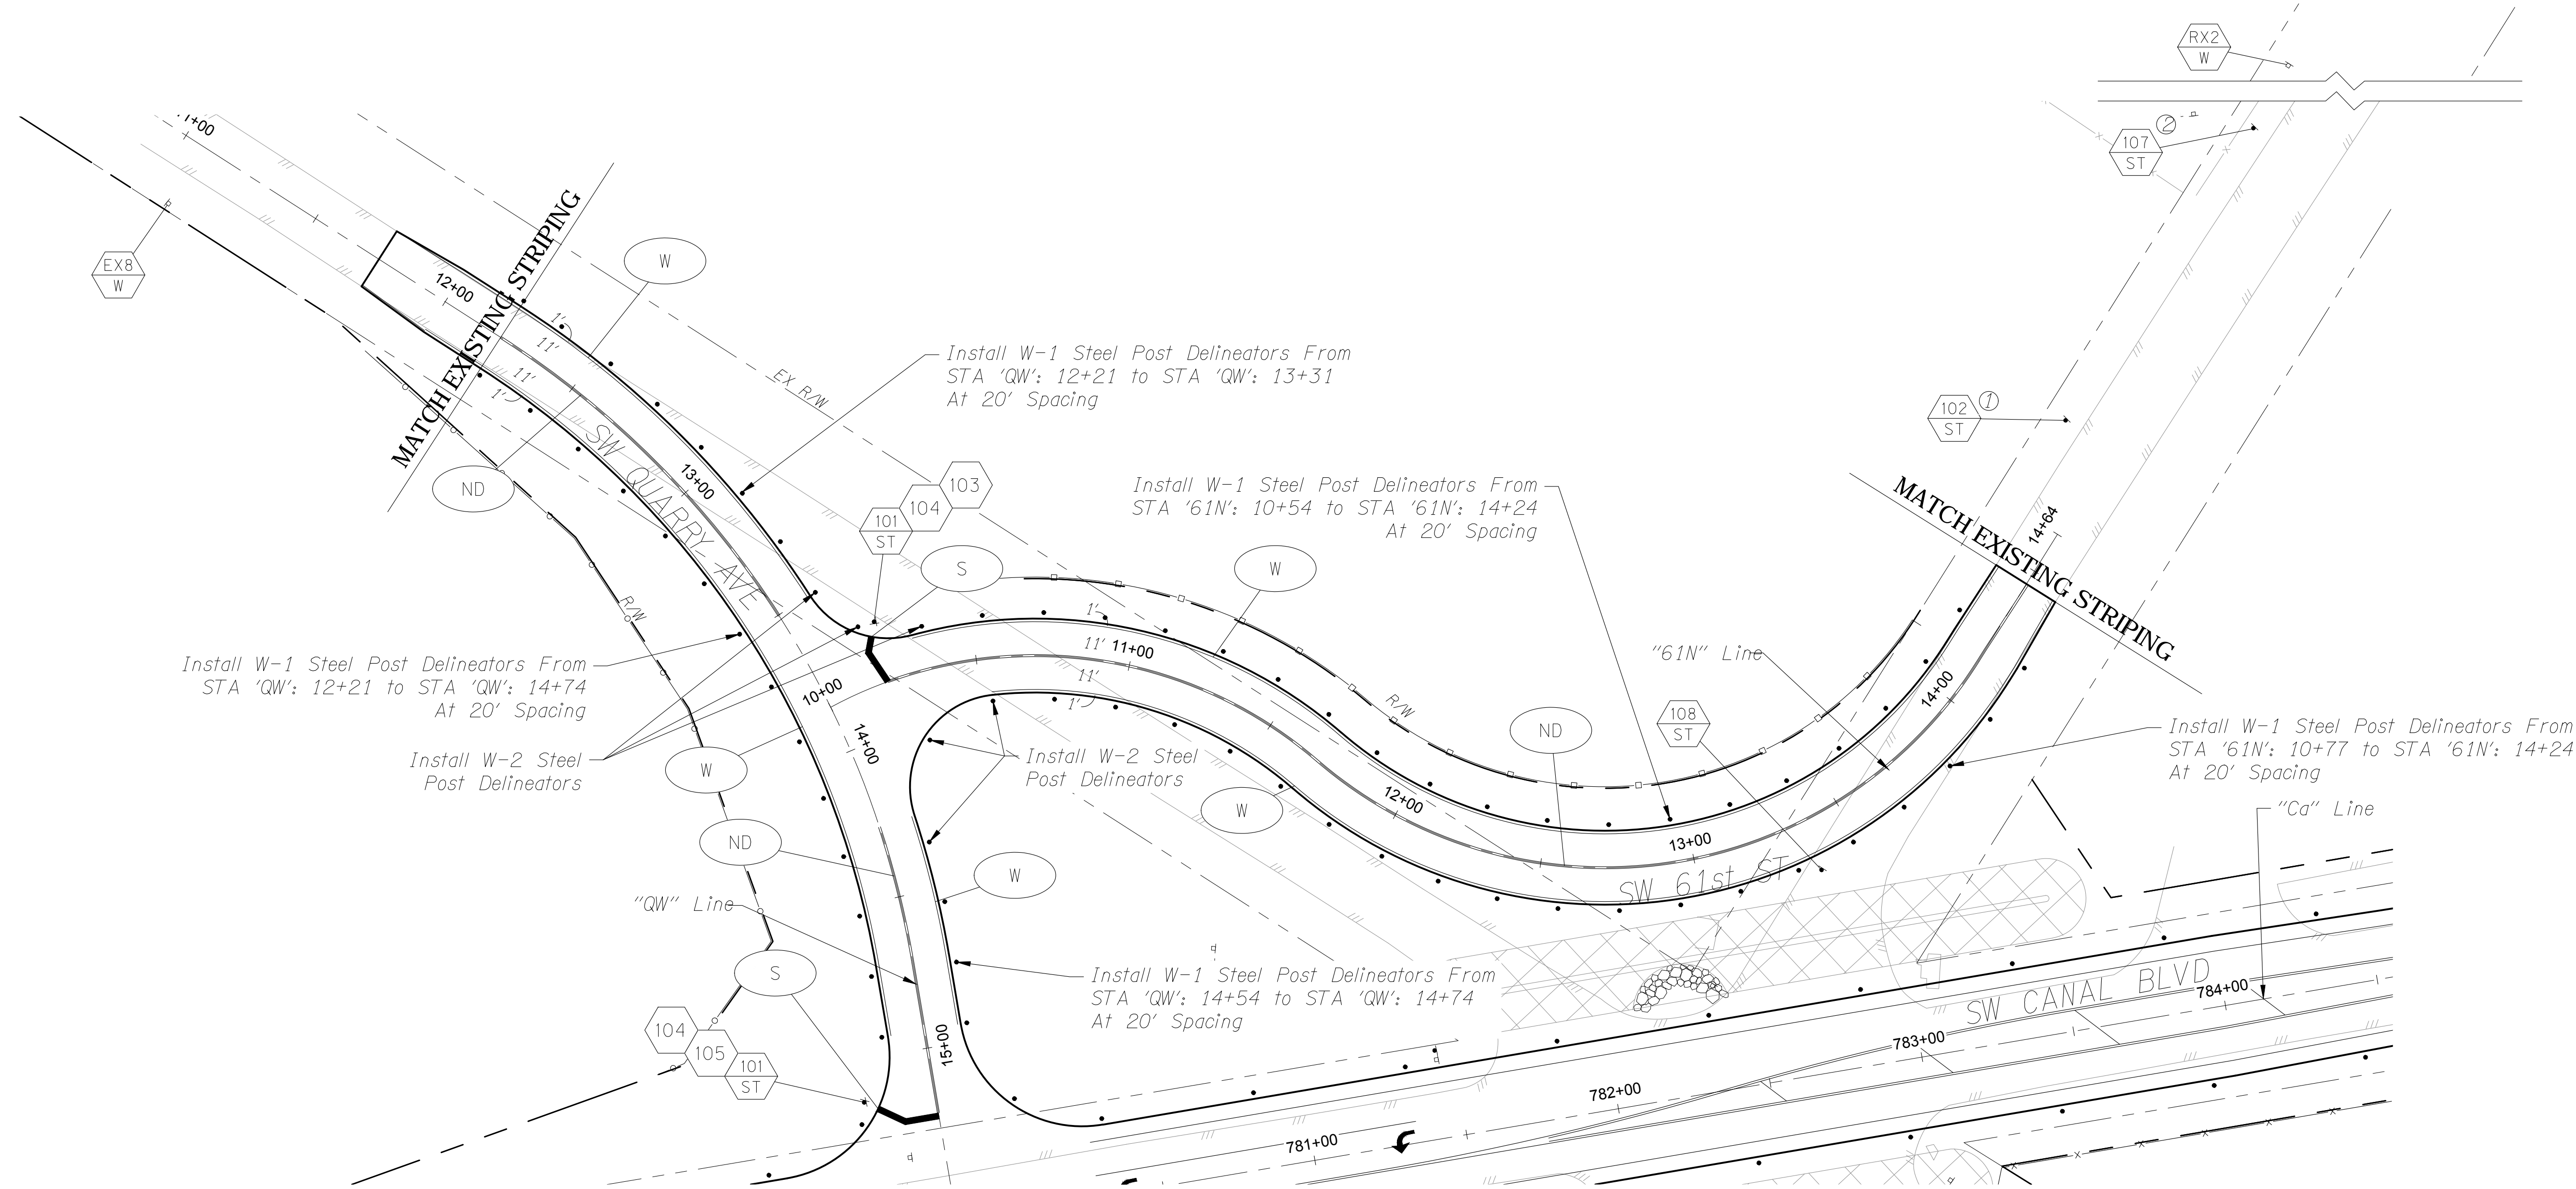 RX2
W
107
ST
2
11+00
EX8
W
MATCH EXISTING STRIPING
12+00
W
1'
11'
11'
1'
EX R/W
Install W-1 Steel Post Delineators From
STA 'QW': 12+21 to STA 'QW': 13+31
At 20' Spacing
102
ST
1
SW QUARRY AVE
13+00
ND
103
104
101
ST
Install W-1 Steel Post Delineators From
STA '61N': 10+54 to STA '61N': 14+24
At 20' Spacing
MATCH EXISTING STRIPING
14+64
S
W
R/W
1'
11'
11+00
11'
1'
"61N" Line
Install W-1 Steel Post Delineators From
STA 'QW': 12+21 to STA 'QW': 14+74
At 20' Spacing
10+00
R/W
14+00
108
ST
ND
Install W-1 Steel Post Delineators From
STA '61N': 10+77 to STA '61N': 14+24
At 20' Spacing
Install W-2 Steel
Post Delineators
W
14+00
Install W-2 Steel
Post Delineators
W
12+00
13+00
"Ca" Line
ND
W
SW 61st ST
"QW" Line
S
Install W-1 Steel Post Delineators From
STA 'QW': 14+54 to STA 'QW': 14+74
At 20' Spacing
SW CANAL BLVD
784+00
104
105
101
ST
15+00
783+00
782+00
781+00